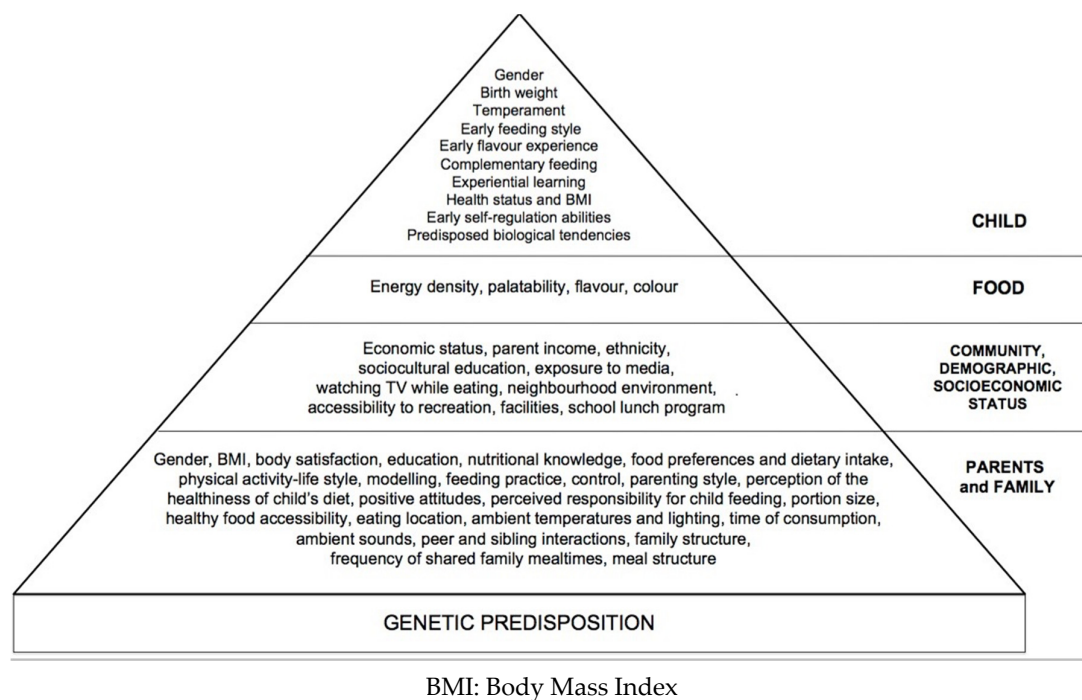 Gender
Birth weight
Temperament
Early feeding style
Early flavour experience
Complementary feeding
Experiential learning
Health status and BMI
Early self-regulation abilities
Predisposed biological tendencies
CHILD
Energy density, palatability, flavour, colour
FOOD
Economic status, parent income, ethnicity,
sociocultural education, exposure to media,
watching TV while eating, neighbourhood environment,
accessibility to recreation, facilities, school lunch program
COMMUNITY,
DEMOGRAPHIC,
SOCIOECONOMIC
STATUS
Gender, BMI, body satisfaction, education, nutritional knowledge, food preferences and dietary intake,
physical activity-life style, modelling, feeding practice, control, parenting style, perception of the
healthiness of child's diet, positive attitudes, perceived responsibility for child feeding, portion size,
healthy food accessibility, eating location, ambient temperatures and lighting, time of consumption,
ambient sounds, peer and sibling interactions, family structure,
frequency of shared family mealtimes, meal structure
PARENTS
and FAMILY
GENETIC PREDISPOSITION
BMI: Body Mass Index